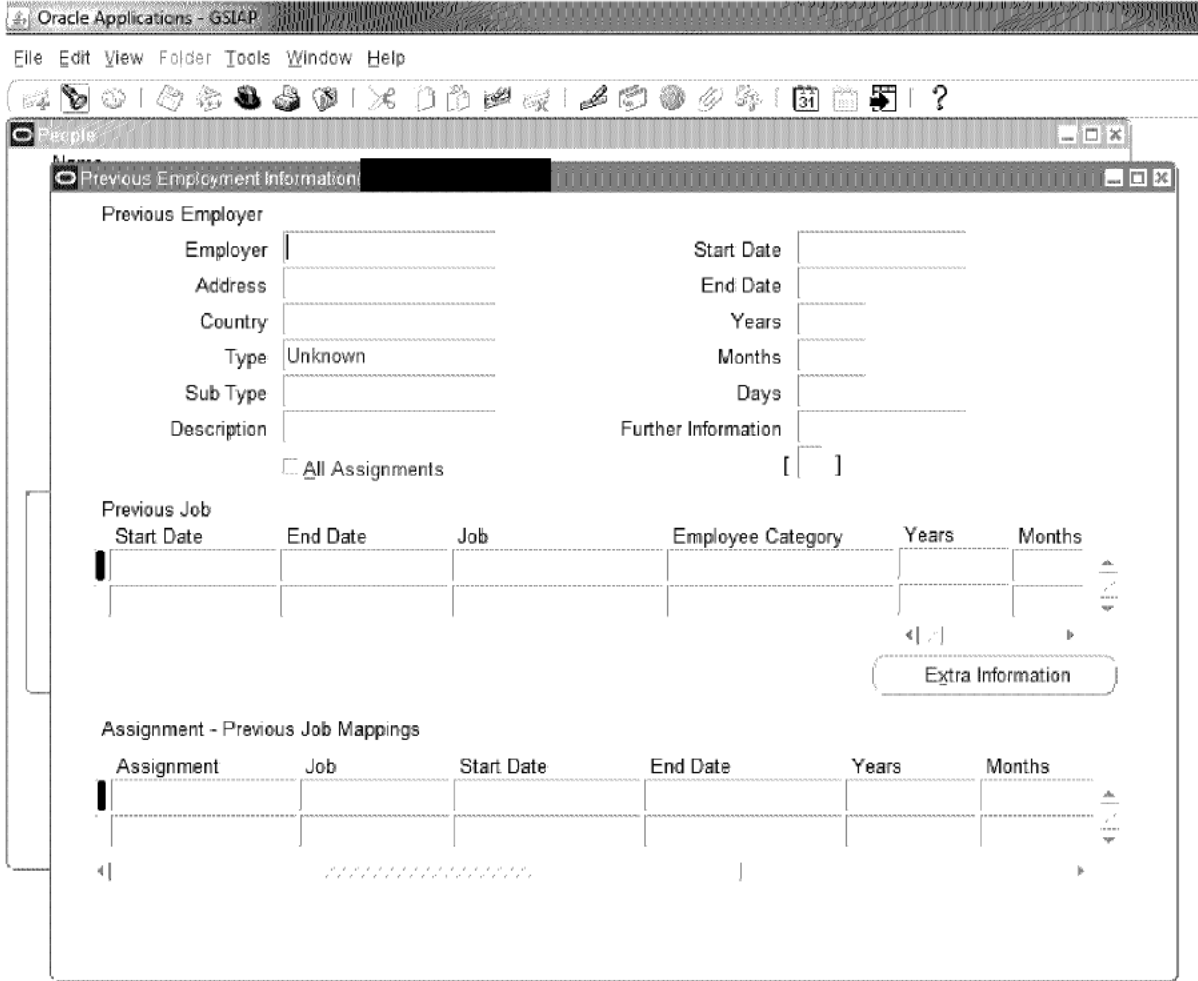 Oracle Applications - GSIAP
File Edit View Folder Tools Window Help
31 31 ?
People
Name
Previous Employment Information(
Previous Employer
Employer Start Date
Address End Date
Country Years
Type Unknown Months
Sub Type Days
Description Further Information
All Assignments [ ]
Previous Job
Start Date End Date Job Employee Category Years Months
Extra Information
Assignment - Previous Job Mappings
Assignment Job Start Date End Date Years Months